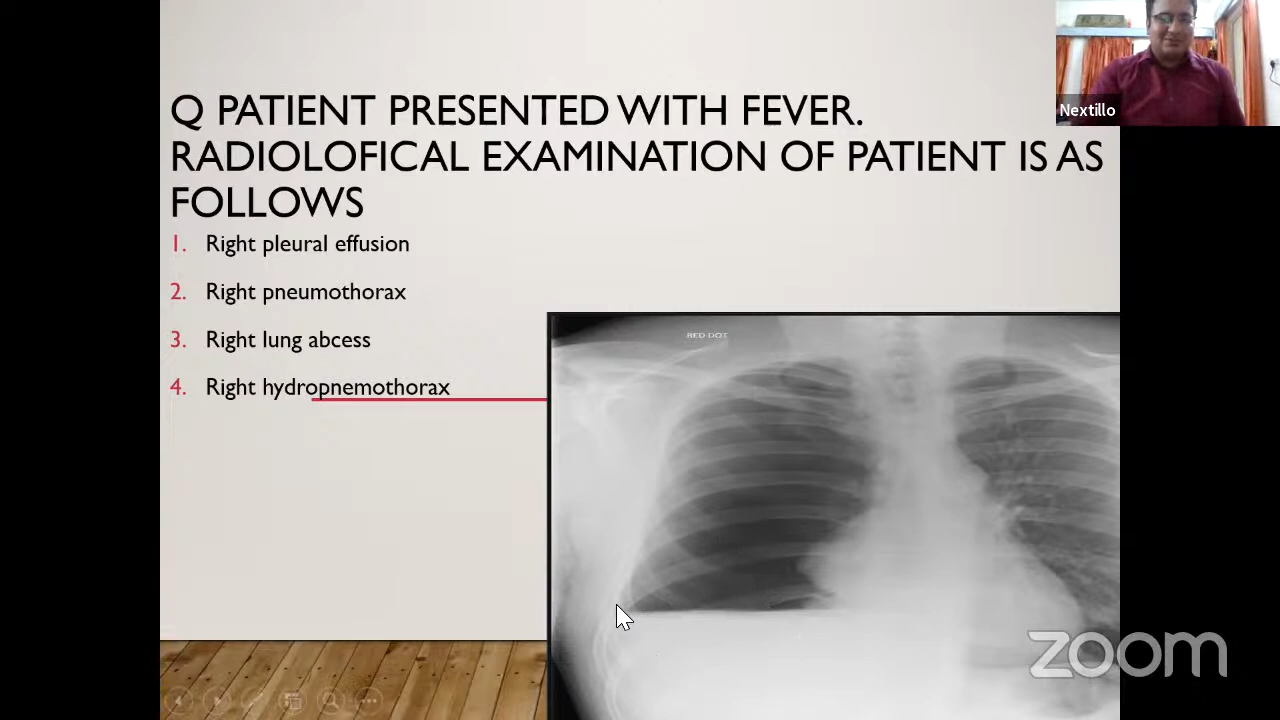 Q PATIENT PRESENTED WITH FEVER.
RADIOLOFICAL EXAMINATION OF PATIENT IS AS
FOLLOWS
1. Right pleural effusion
2. Right pneumothorax
3. Right lung abcess
4. Right hydropnemothorax
RED DOT
Nextillo
zoom